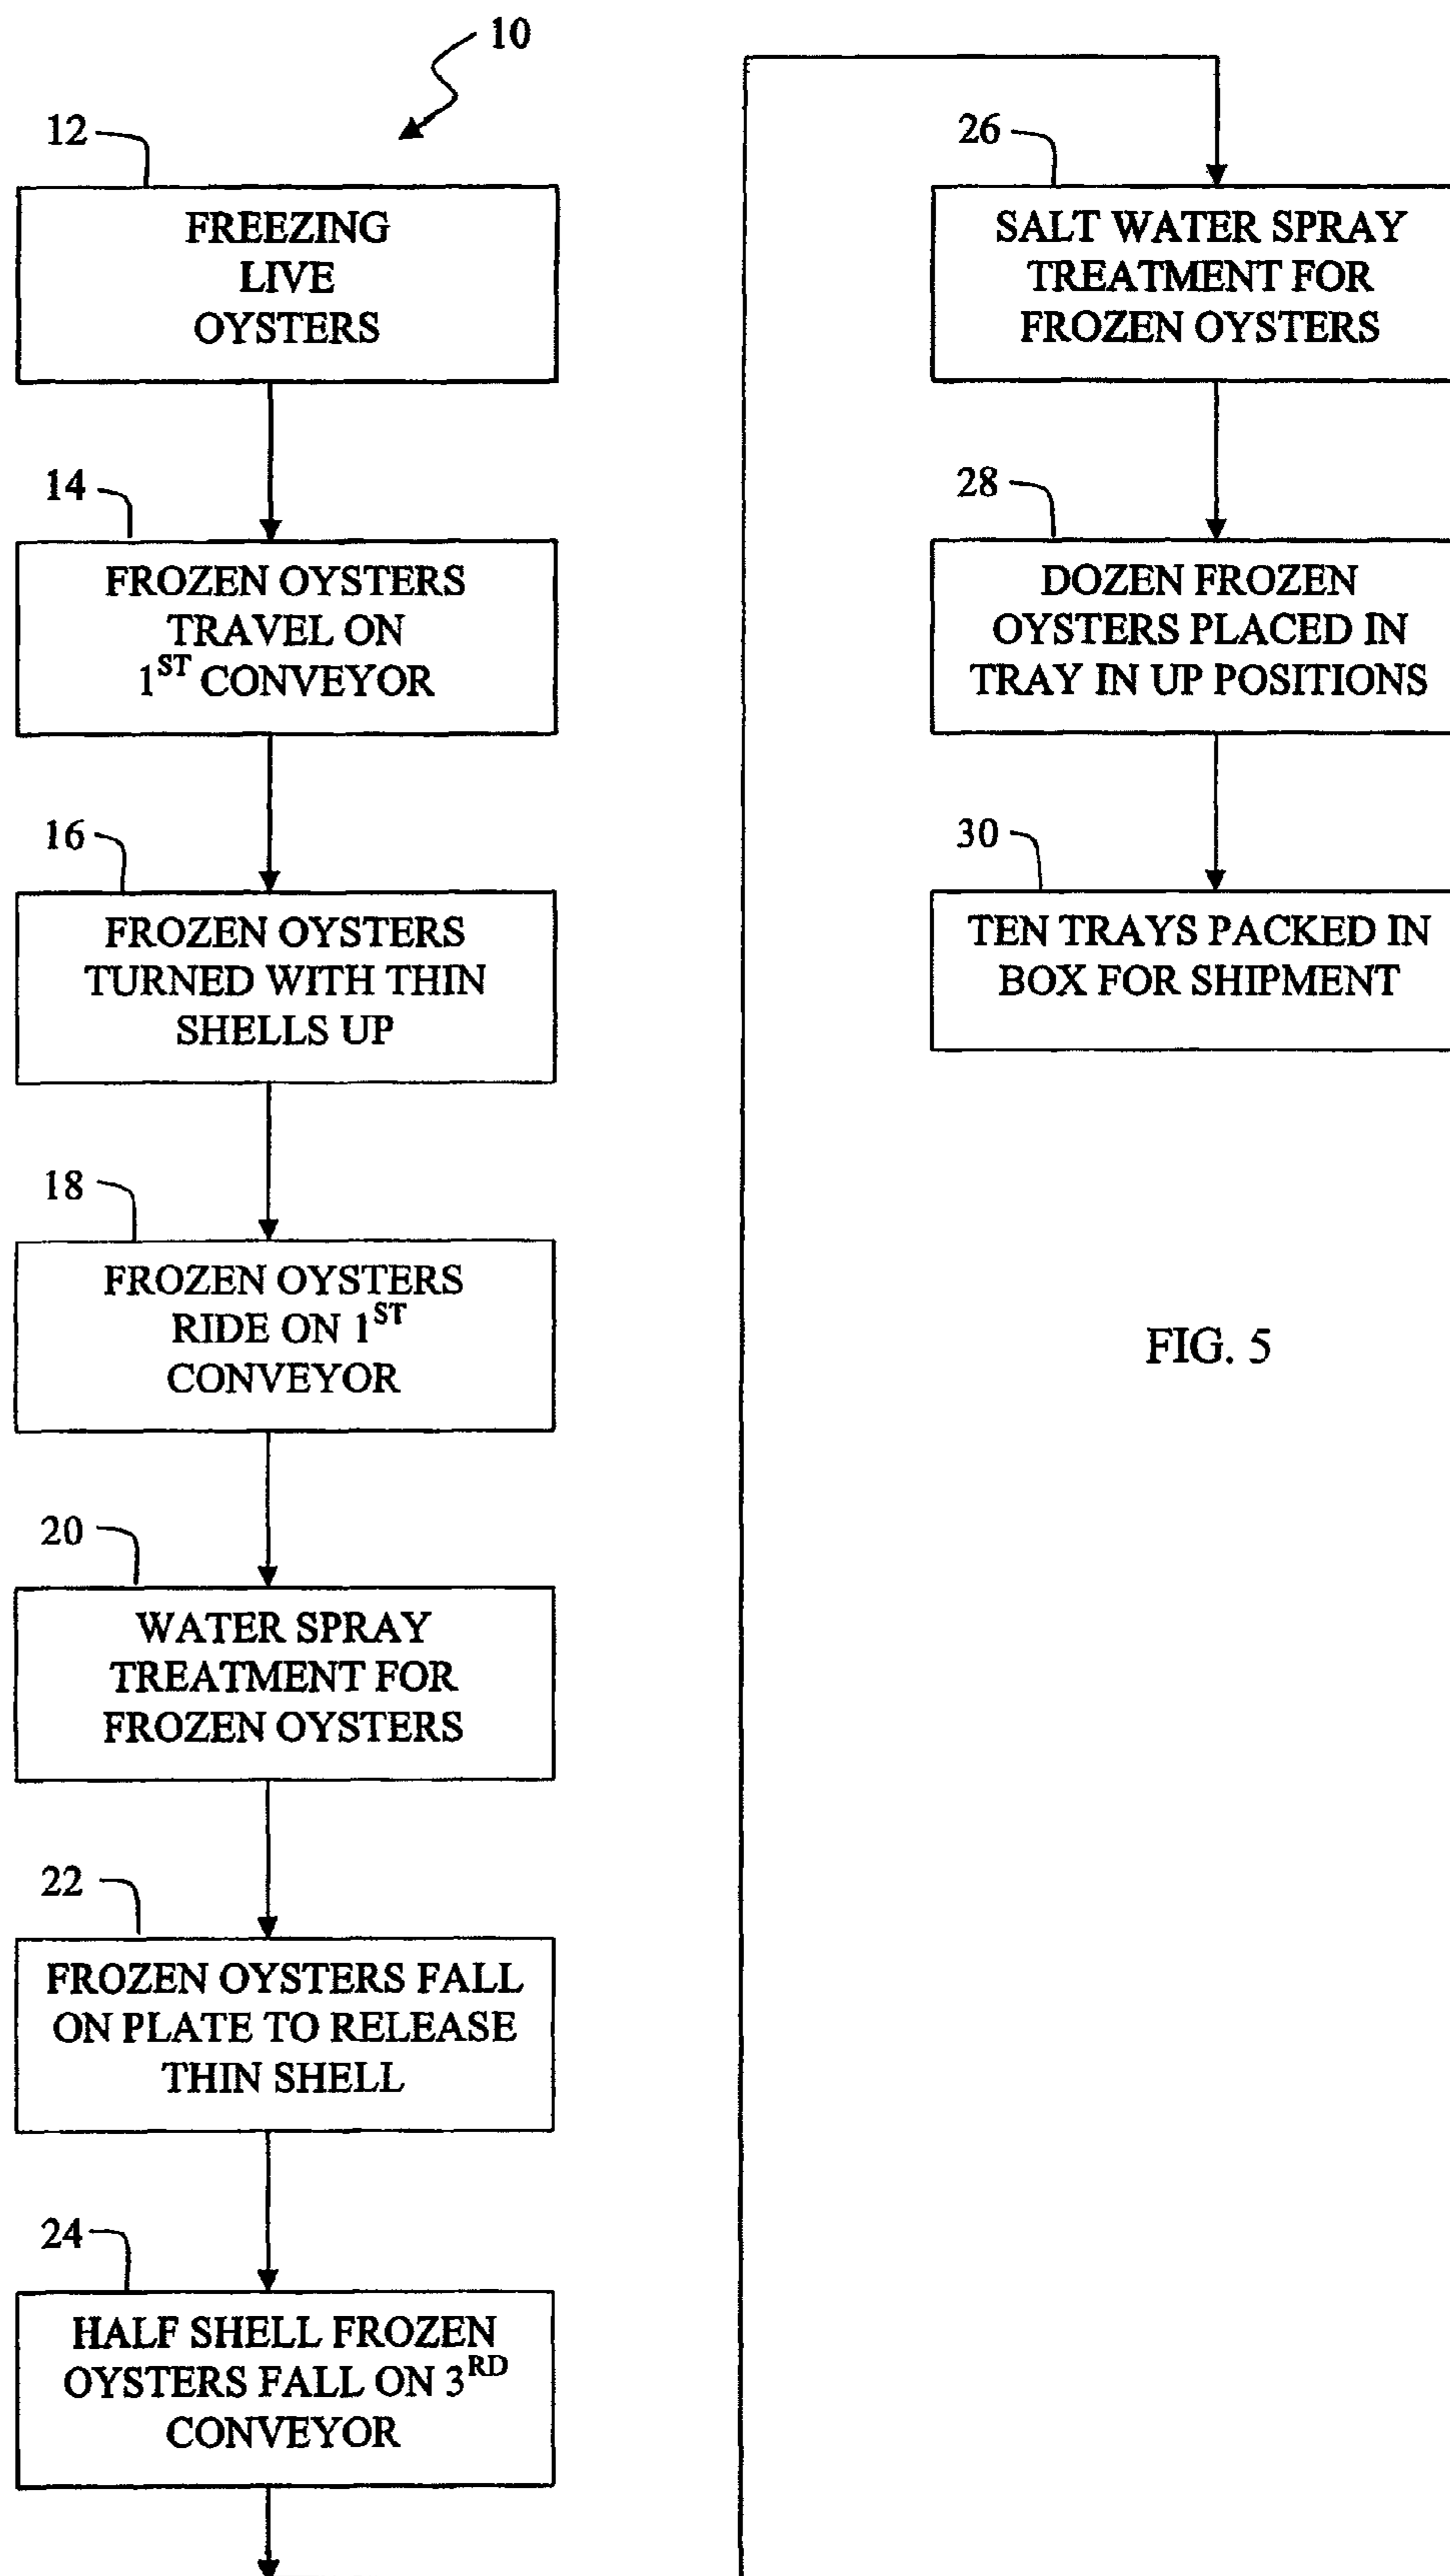 10
12
FREEZING
LIVE
OYSTERS
14
FROZEN OYSTERS
TRAVEL ON
1ST CONVEYOR
16
FROZEN OYSTERS
TURNED WITH THIN
SHELLS UP
18
FROZEN OYSTERS
RIDE ON 1ST
CONVEYOR
20
WATER SPRAY
TREATMENT FOR
FROZEN OYSTERS
22
FROZEN OYSTERS FALL
ON PLATE TO RELEASE
THIN SHELL
24
HALF SHELL FROZEN
OYSTERS FALL ON 3RD
CONVEYOR
26
SALT WATER SPRAY
TREATMENT FOR
FROZEN OYSTERS
28
DOZEN FROZEN
OYSTERS PLACED IN
TRAY IN UP POSITIONS
30
TEN TRAYS PACKED IN
BOX FOR SHIPMENT
FIG. 5